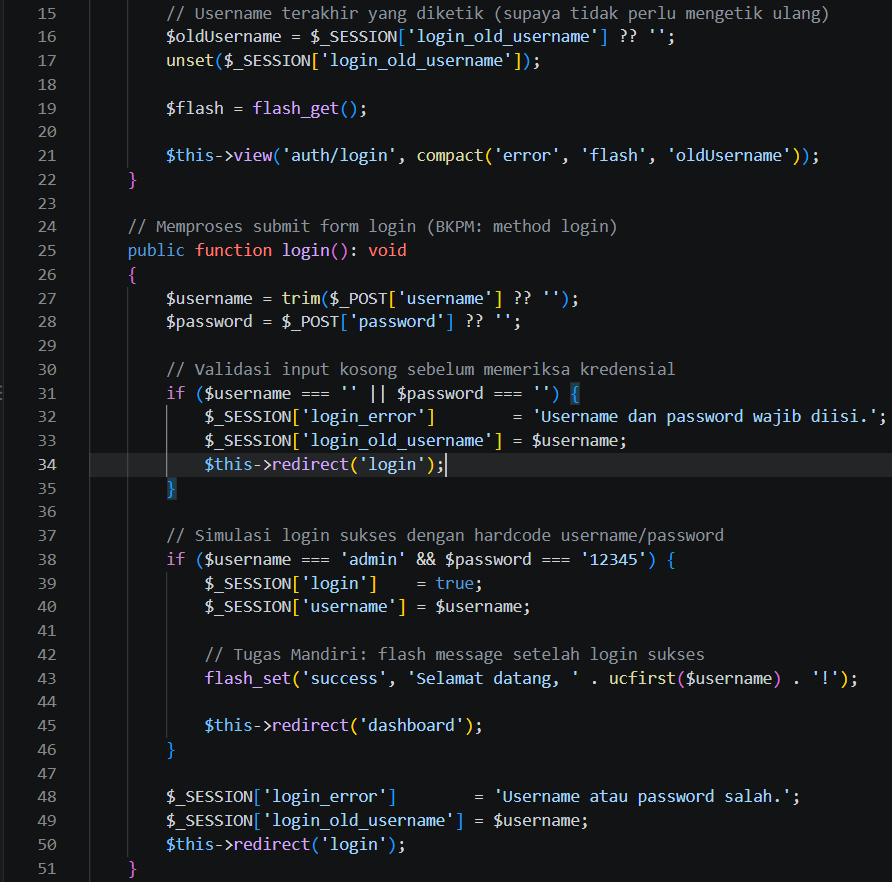 15 // Username terakhir yang diketik (supaya tidak perlu mengetik ulang)
16 $oldUsername = $_SESSION['login_old_username'] ?? '';
17 unset($_SESSION['login_old_username']);
18
19 $flash = flash_get();
20
21 $this->view('auth/login', compact('error', 'flash', 'oldUsername'));
22 }
23
24 // Memproses submit form login (BKPM: method login)
25 public function login(): void
26 {
27 $username = trim($_POST['username'] ?? '');
28 $password = $_POST['password'] ?? '';
29
30 // Validasi input kosong sebelum memeriksa kredensial
31 if ($username === '' || $password === '') {
32 $_SESSION['login_error']        = 'Username dan password wajib diisi.';
33 $_SESSION['login_old_username'] = $username;
34 $this->redirect('login');
35 }
36
37 // Simulasi login sukses dengan hardcode username/password
38 if ($username === 'admin' && $password === '12345') {
39 $_SESSION['login']    = true;
40 $_SESSION['username'] = $username;
41
42 // Tugas Mandiri: flash message setelah login sukses
43 flash_set('success', 'Selamat datang, ' . ucfirst($username) . '!');
44
45 $this->redirect('dashboard');
46 }
47
48 $_SESSION['login_error']        = 'Username atau password salah.';
49 $_SESSION['login_old_username'] = $username;
50 $this->redirect('login');
51 }